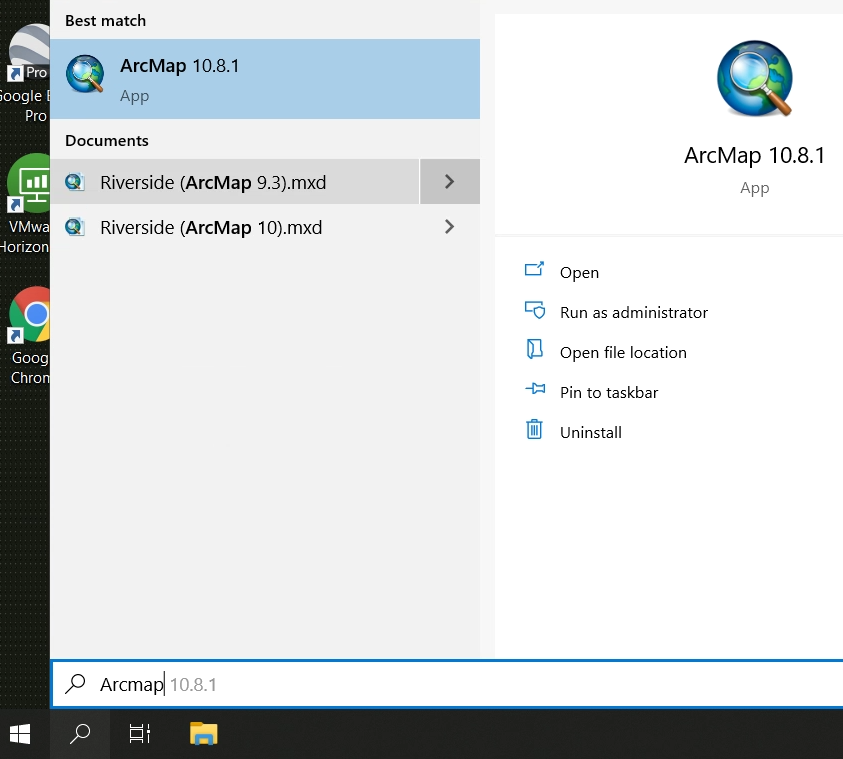 Best match
ArcMap 10.8.1
App
Documents
Riverside (ArcMap 9.3).mxd
Riverside (ArcMap 10).mxd
ArcMap 10.8.1
App
Open
Run as administrator
Open file location
Pin to taskbar
Uninstall
Pro
Google E
Pro
VMwa
Horizon
Goog
Chrom
Arcmap 10.8.1